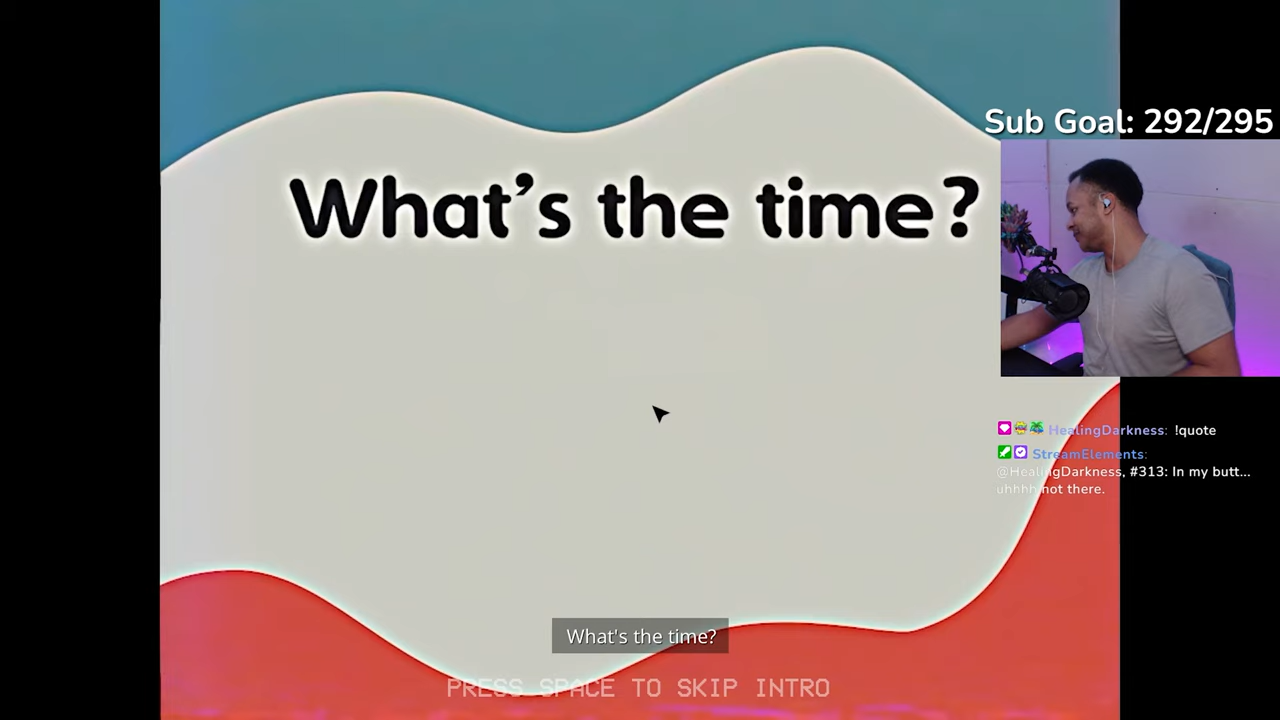 Sub Goal: 292/295
What's the time?
HealingDarkness: !quote
StreamElements:
@HealingDarkness, #313: In my butt...
uhhhh not there.
What's the time?
PRESS SPACE TO SKIP INTRO